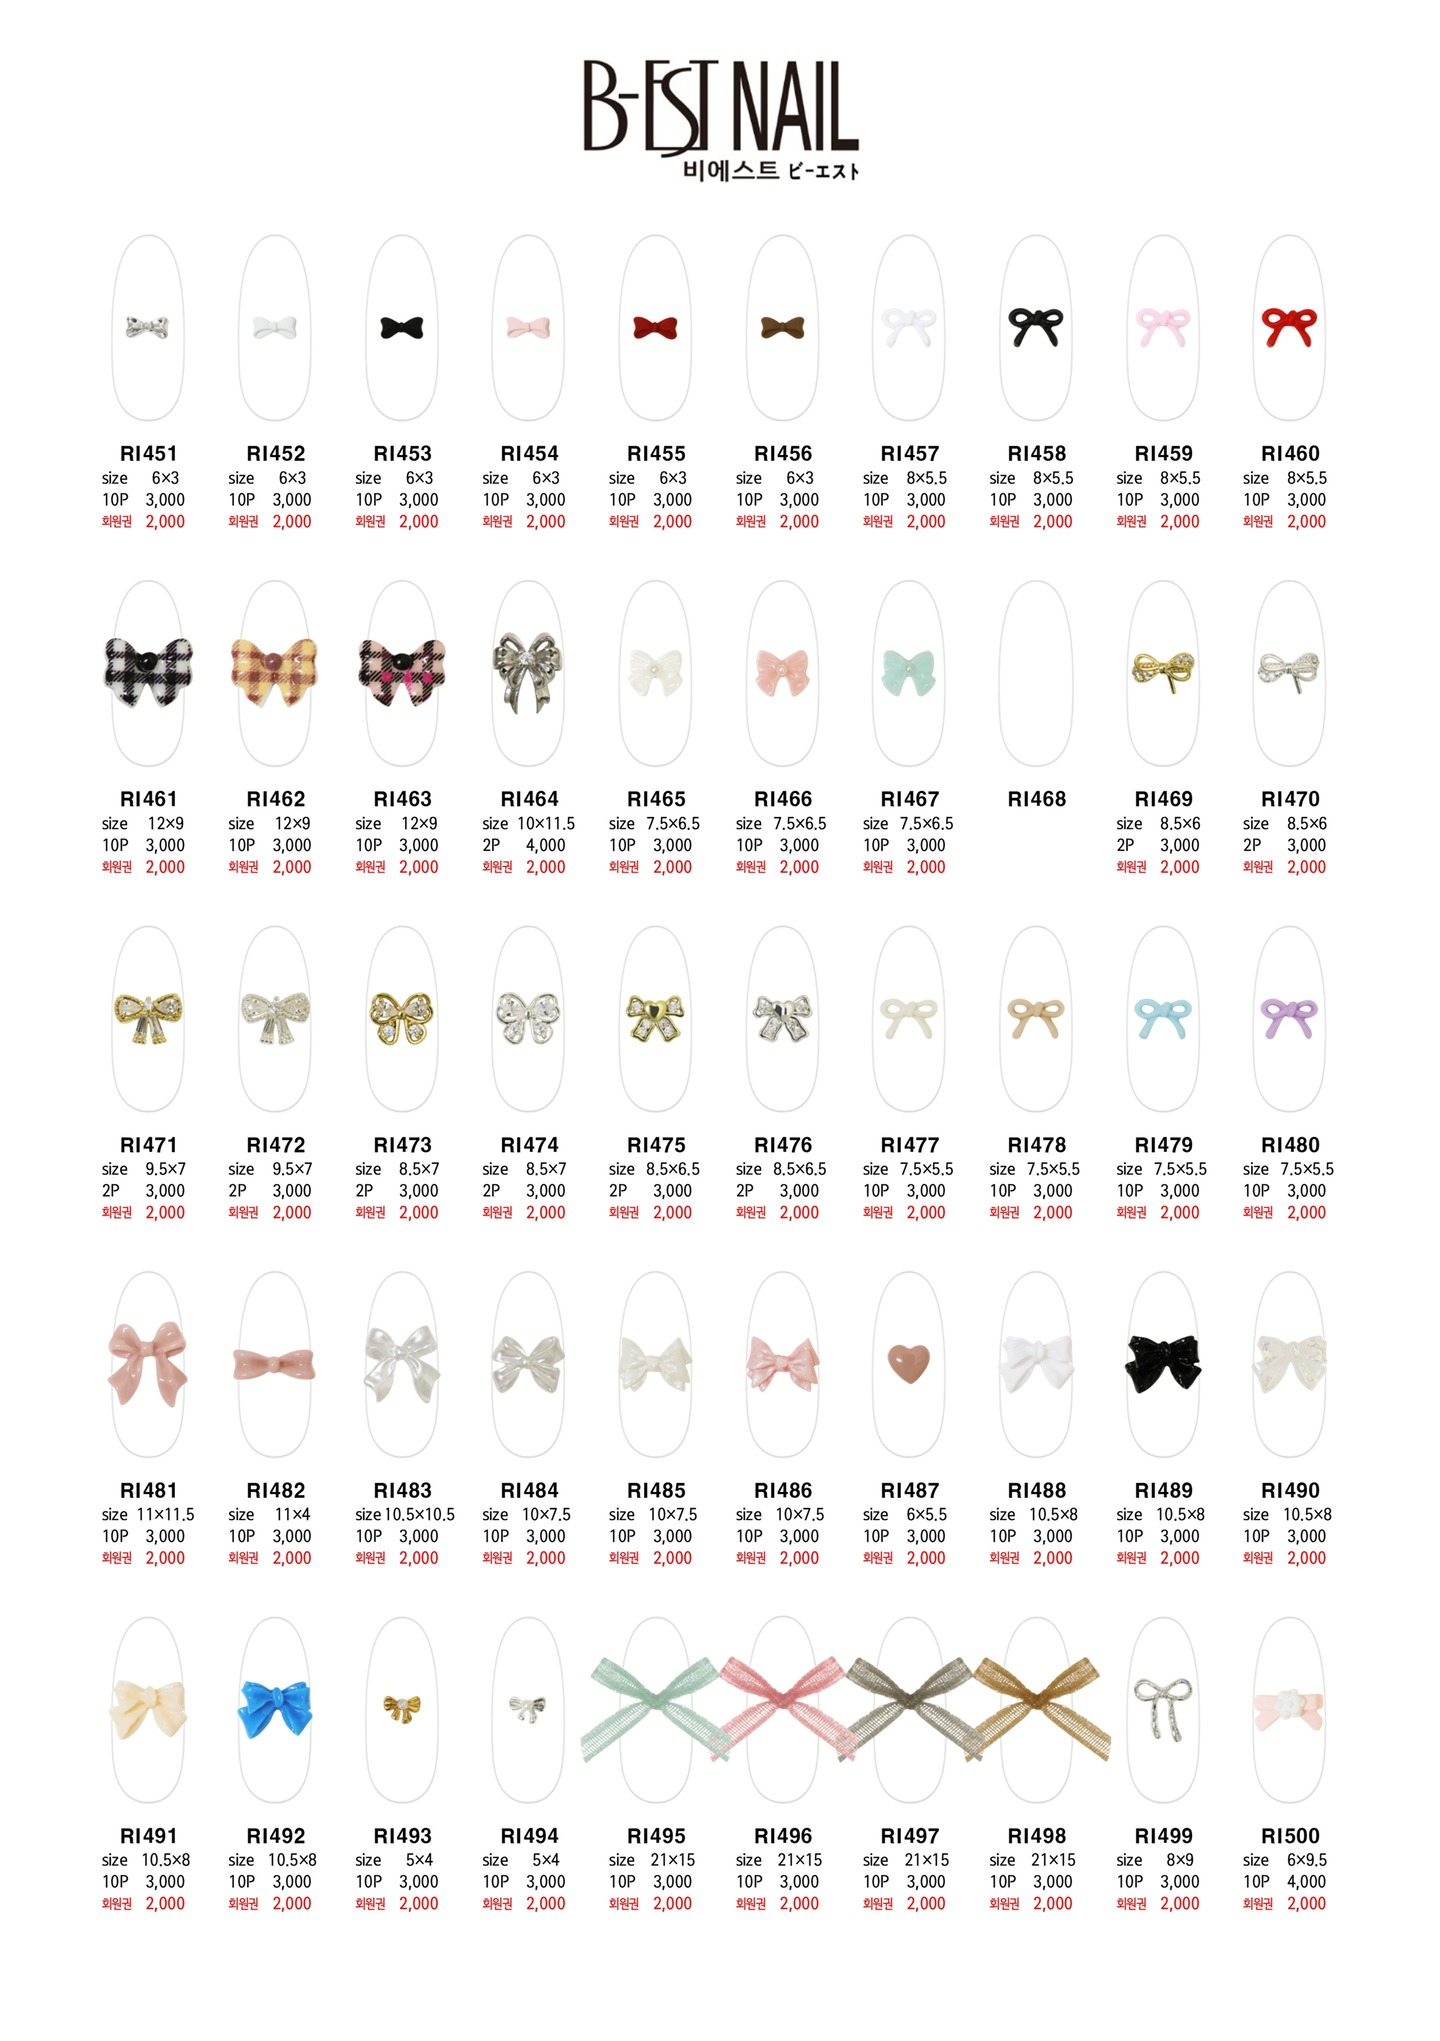 B-EST NAIL
비에스트 ビーエスト
RI451 RI452 RI453 RI454 RI455 RI456 RI457 RI458 RI459 RI460
size 6×3 size 6×3 size 6×3 size 6×3 size 6×3 size 6×3 size 8×5.5 size 8×5.5 size 8×5.5 size 8×5.5
10P 3,000 10P 3,000 10P 3,000 10P 3,000 10P 3,000 10P 3,000 10P 3,000 10P 3,000 10P 3,000 10P 3,000
회원권 2,000 회원권 2,000 회원권 2,000 회원권 2,000 회원권 2,000 회원권 2,000 회원권 2,000 회원권 2,000 회원권 2,000 회원권 2,000
RI461 RI462 RI463 RI464 RI465 RI466 RI467 RI468 RI469 RI470
size 12×9 size 12×9 size 12×9 size 10×11.5 size 7.5×6.5 size 7.5×6.5 size 7.5×6.5 size 8.5×6 size 8.5×6
10P 3,000 10P 3,000 10P 3,000 2P 4,000 10P 3,000 10P 3,000 10P 3,000 2P 3,000 2P 3,000
회원권 2,000 회원권 2,000 회원권 2,000 회원권 2,000 회원권 2,000 회원권 2,000 회원권 2,000 회원권 2,000 회원권 2,000
RI471 RI472 RI473 RI474 RI475 RI476 RI477 RI478 RI479 RI480
size 9.5×7 size 9.5×7 size 8.5×7 size 8.5×7 size 8.5×6.5 size 8.5×6.5 size 7.5×5.5 size 7.5×5.5 size 7.5×5.5 size 7.5×5.5
2P 3,000 2P 3,000 2P 3,000 2P 3,000 2P 3,000 2P 3,000 10P 3,000 10P 3,000 10P 3,000 10P 3,000
회원권 2,000 회원권 2,000 회원권 2,000 회원권 2,000 회원권 2,000 회원권 2,000 회원권 2,000 회원권 2,000 회원권 2,000 회원권 2,000
RI481 RI482 RI483 RI484 RI485 RI486 RI487 RI488 RI489 RI490
size 11×11.5 size 11×4 size 10.5×10.5 size 10×7.5 size 10×7.5 size 10×7.5 size 6×5.5 size 10.5×8 size 10.5×8 size 10.5×8
10P 3,000 10P 3,000 10P 3,000 10P 3,000 10P 3,000 10P 3,000 10P 3,000 10P 3,000 10P 3,000 10P 3,000
회원권 2,000 회원권 2,000 회원권 2,000 회원권 2,000 회원권 2,000 회원권 2,000 회원권 2,000 회원권 2,000 회원권 2,000 회원권 2,000
RI491 RI492 RI493 RI494 RI495 RI496 RI497 RI498 RI499 RI500
size 10.5×8 size 10.5×8 size 5×4 size 5×4 size 21×15 size 21×15 size 21×15 size 21×15 size 8×9 size 6×9.5
10P 3,000 10P 3,000 10P 3,000 10P 3,000 10P 3,000 10P 3,000 10P 3,000 10P 3,000 10P 3,000 10P 4,000
회원권 2,000 회원권 2,000 회원권 2,000 회원권 2,000 회원권 2,000 회원권 2,000 회원권 2,000 회원권 2,000 회원권 2,000 회원권 2,000